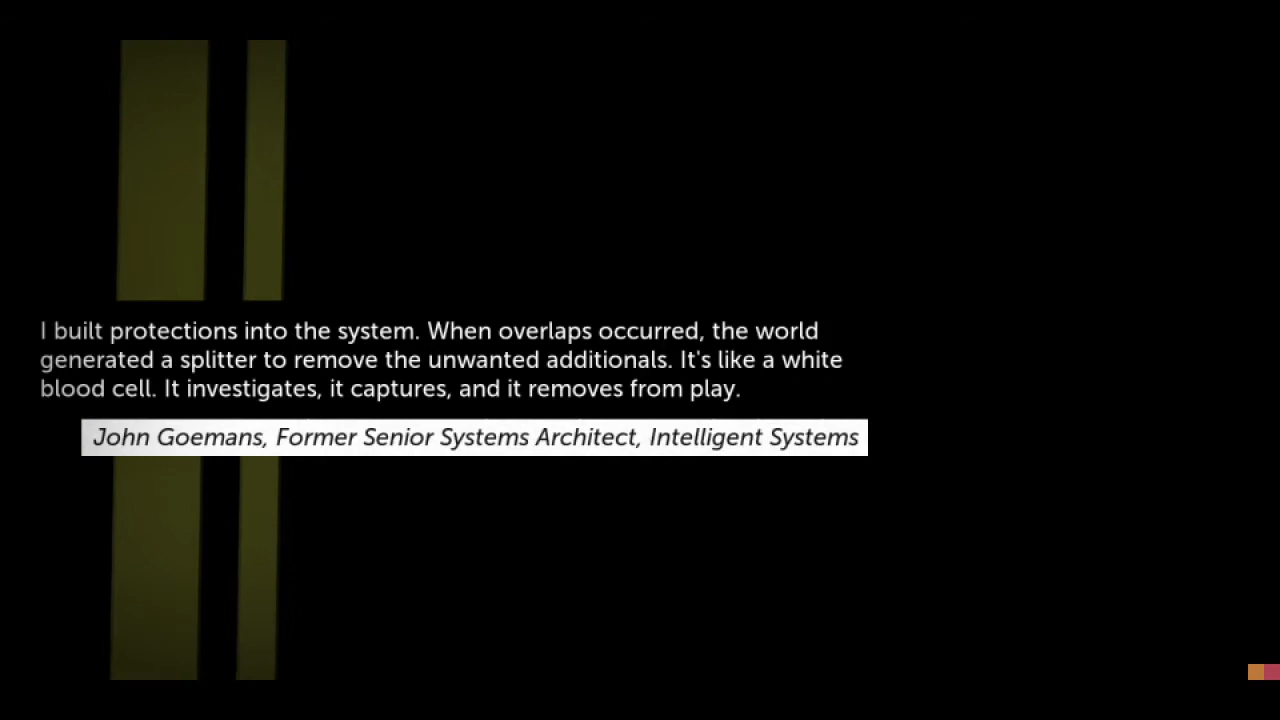 I built protections into the system. When overlaps occurred, the world
generated a splitter to remove the unwanted additionals. It's like a white
blood cell. It investigates, it captures, and it removes from play.
John Goemans, Former Senior Systems Architect, Intelligent Systems